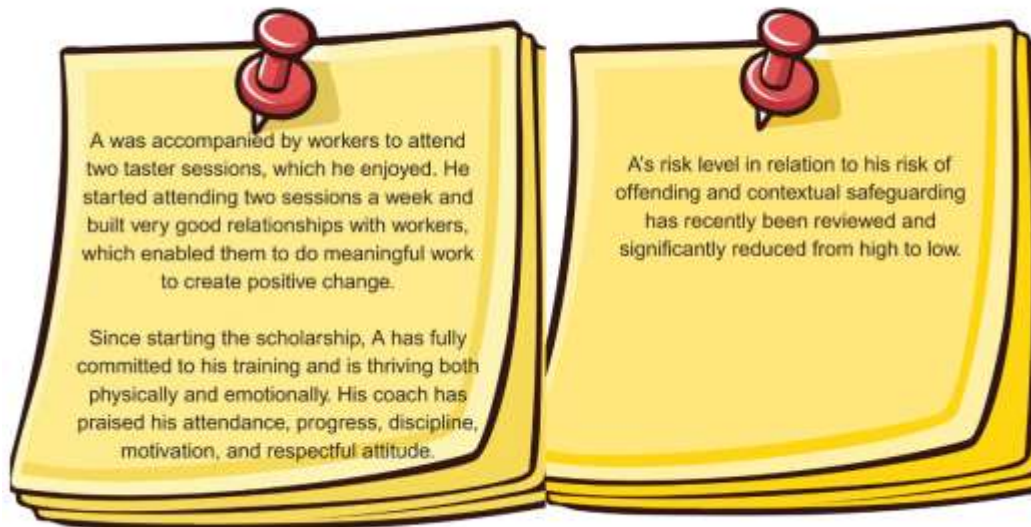 A was accompanied by workers to attend
two taster sessions, which he enjoyed. He
started attending two sessions a week and
built very good relationships with workers,
which enabled them to do meaningful work
to create positive change.
Since starting the scholarship, A has fully
committed to his training and is thriving both
physically and emotionally. His coach has
praised his attendance, progress, discipline,
motivation, and respectful attitude.
A's risk level in relation to his risk of
offending and contextual safeguarding
has recently been reviewed and
significantly reduced from high to low.